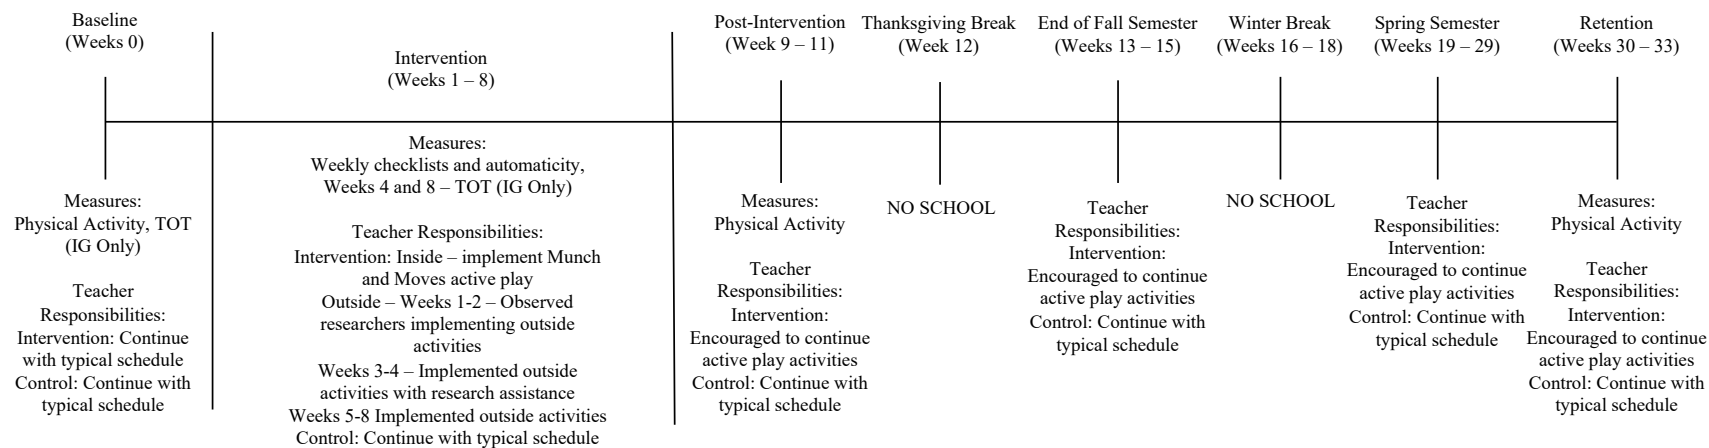 Baseline
(Weeks 0)
Measures:
Physical Activity, TOT
(IG Only)
Teacher
Responsibilities:
Intervention: Continue
with typical schedule
Control: Continue with
typical schedule
Intervention
(Weeks 1 – 8)
Measures:
Weekly checklists and automaticity,
Weeks 4 and 8 – TOT (IG Only)
Teacher Responsibilities:
Intervention: Inside – implement Munch
and Moves active play
Outside – Weeks 1-2 – Observed
researchers implementing outside
activities
Weeks 3-4 – Implemented outside
activities with research assistance
Weeks 5-8 Implemented outside activities
Control: Continue with typical schedule
Post-Intervention
(Week 9 – 11)
Measures:
Physical Activity
Teacher
Responsibilities:
Intervention:
Encouraged to continue
active play activities
Control: Continue with
typical schedule
Thanksgiving Break
(Week 12)
NO SCHOOL
End of Fall Semester
(Weeks 13 – 15)
Teacher
Responsibilities:
Intervention:
Encouraged to continue
active play activities
Control: Continue with
typical schedule
Winter Break
(Weeks 16 – 18)
NO SCHOOL
Spring Semester
(Weeks 19 – 29)
Teacher
Responsibilities:
Intervention:
Encouraged to continue
active play activities
Control: Continue with
typical schedule
Retention
(Weeks 30 – 33)
Measures:
Physical Activity
Teacher
Responsibilities:
Intervention:
Encouraged to continue
active play activities
Control: Continue with
typical schedule